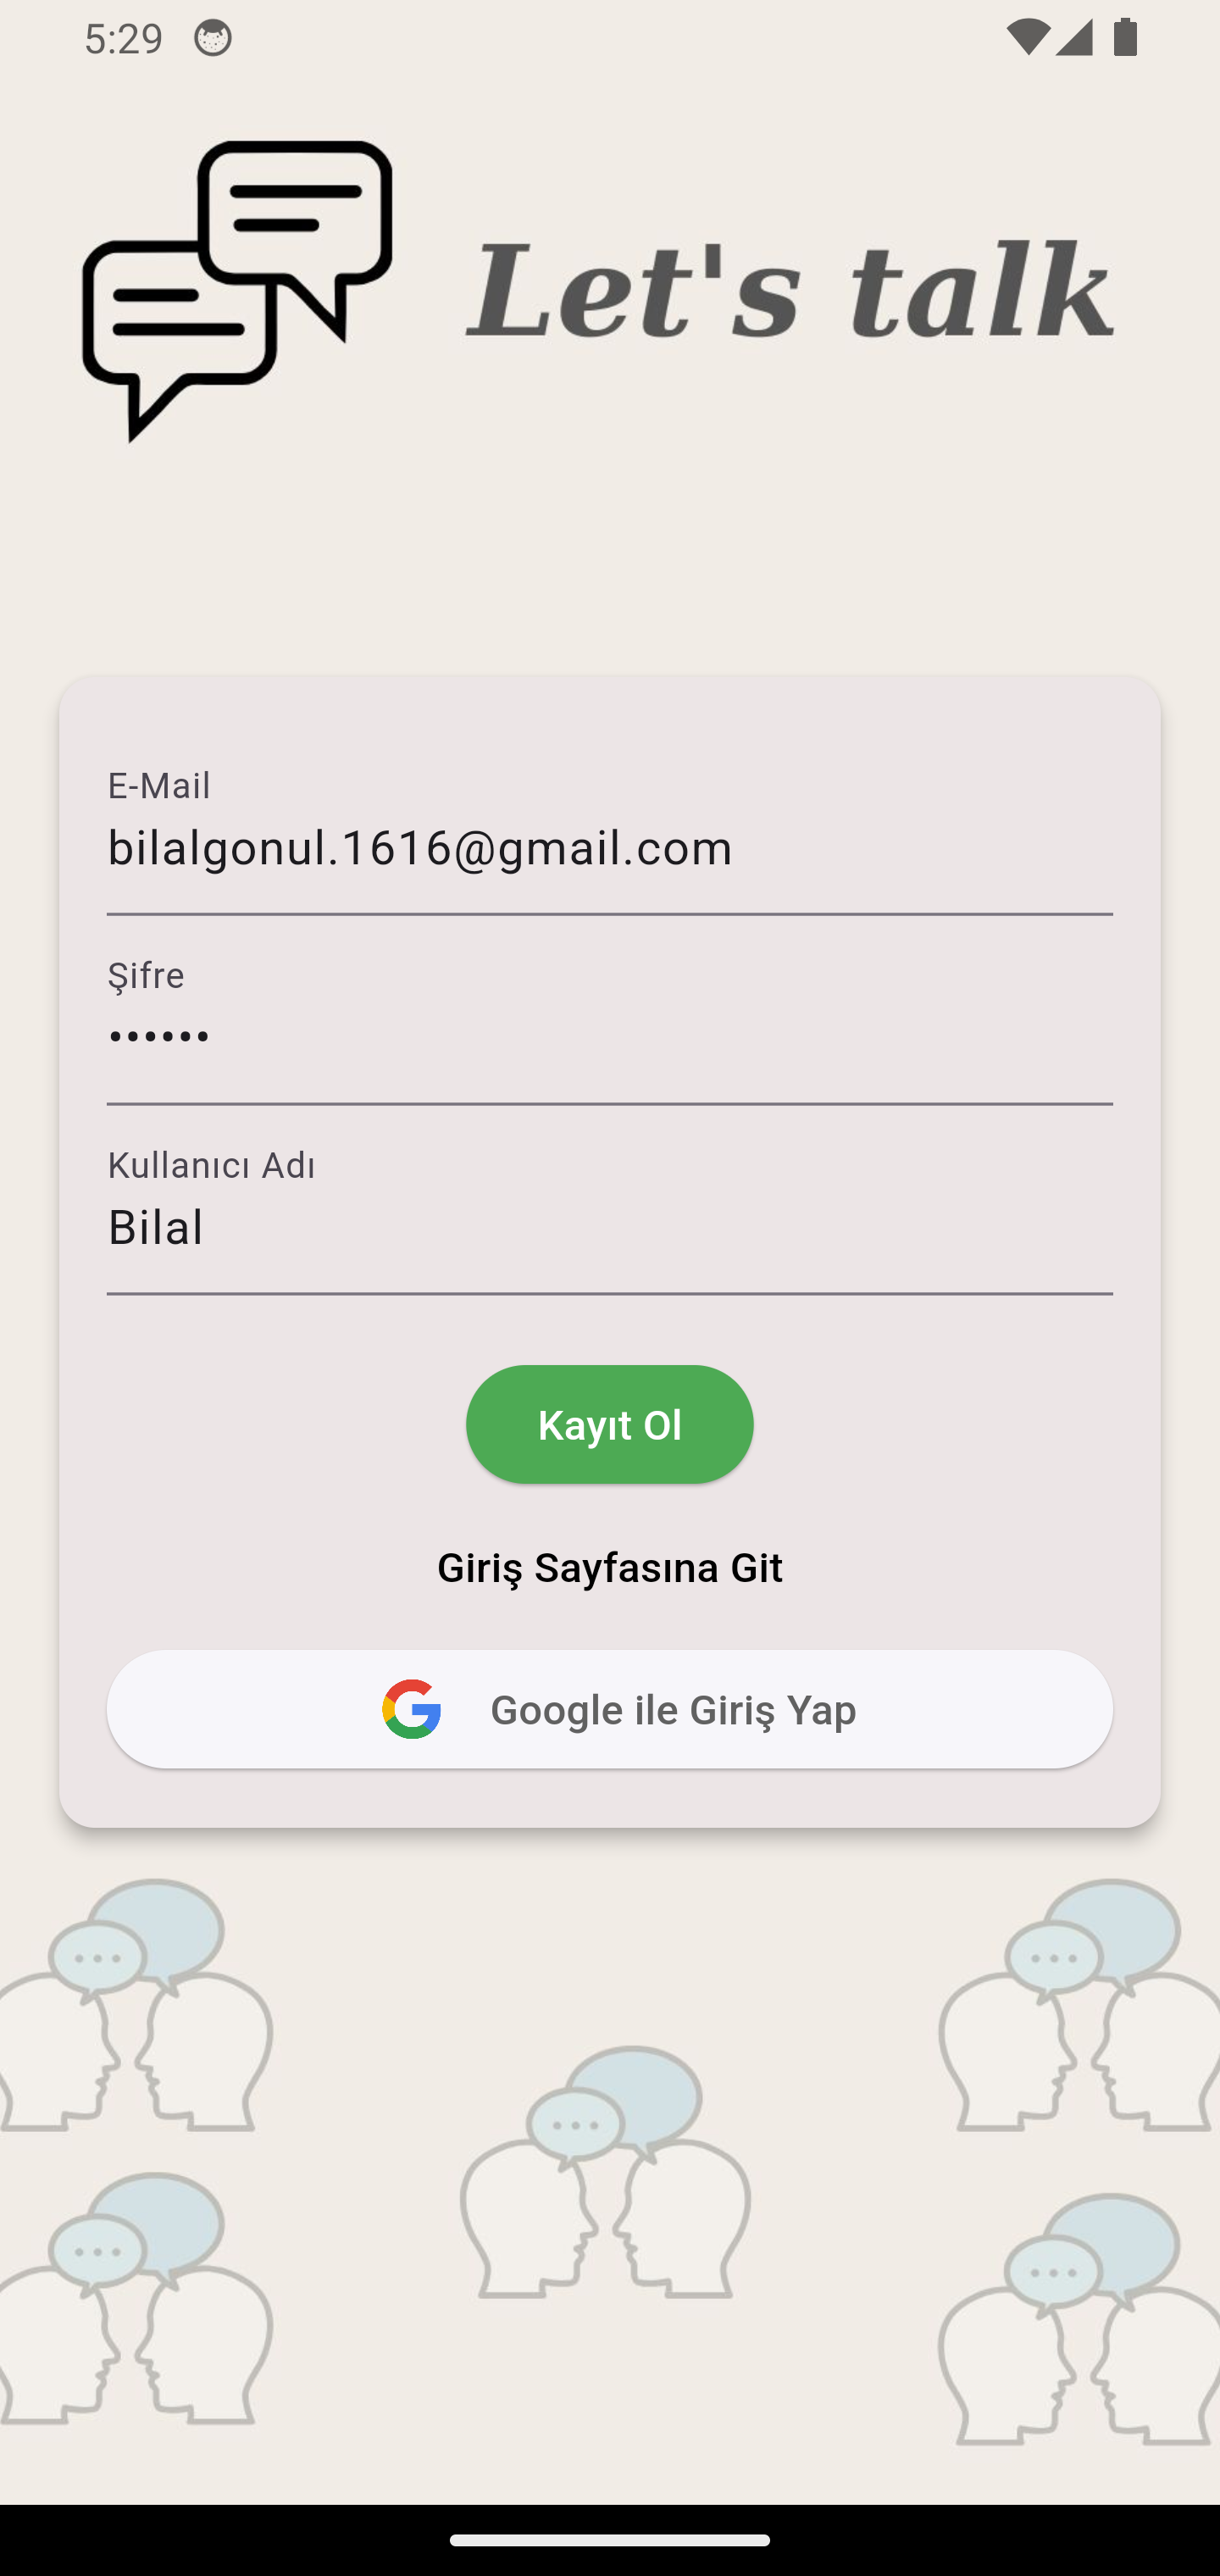 5:29
Let's talk
E-Mail
bilalgonul.1616@gmail.com
Şifre
••••••
Kullanıcı Adı
Bilal
Kayıt Ol
Giriş Sayfasına Git
Google ile Giriş Yap